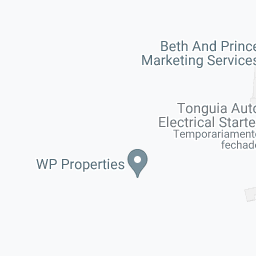 Beth And Prince
Marketing Services
Tonguia Auto
Electrical Starte
Temporariamente
fechado
WP Properties